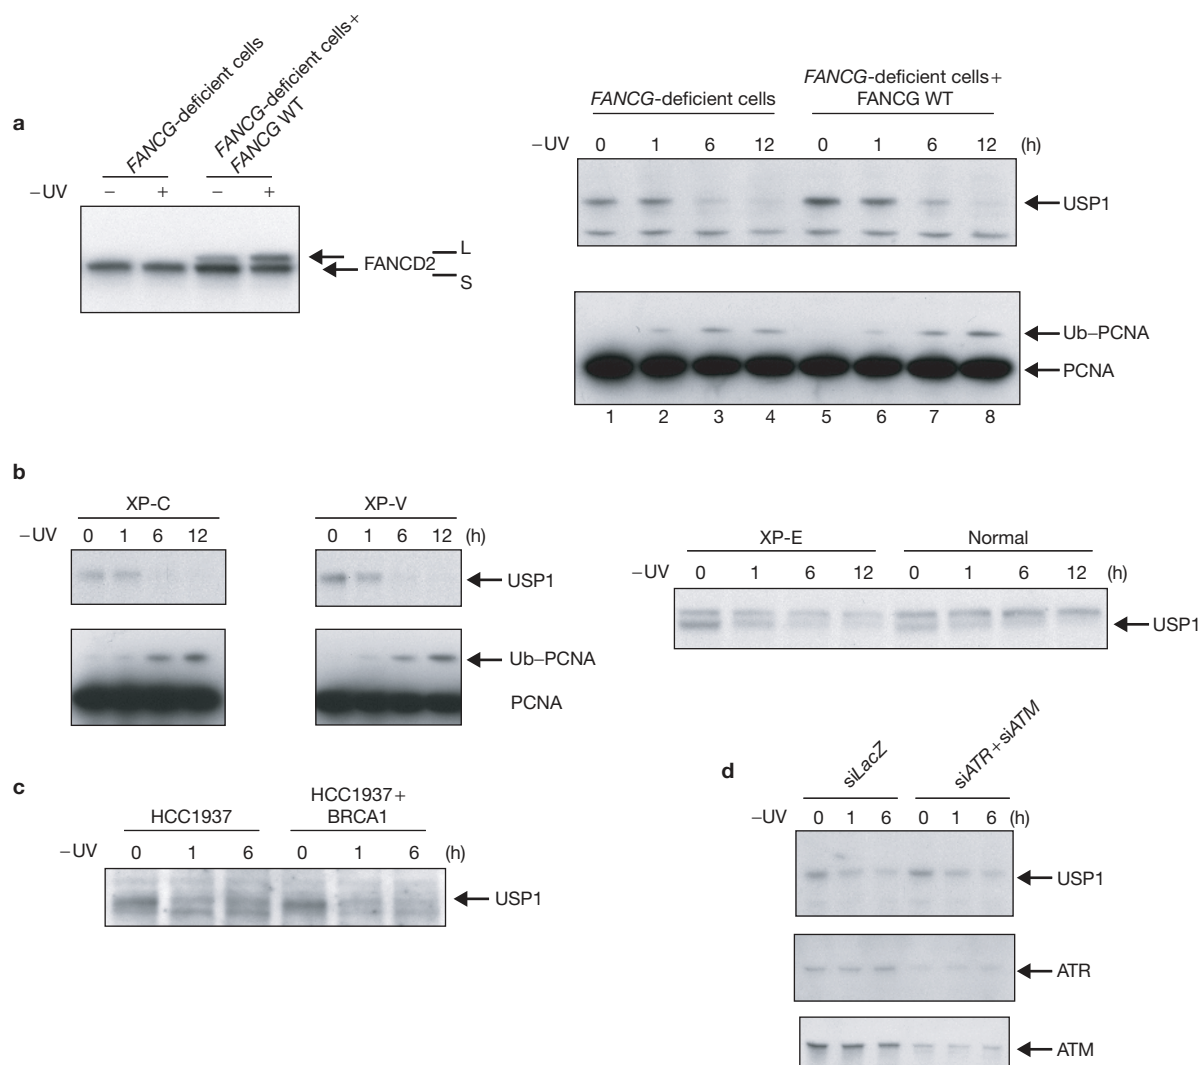 a
FANCG-deficient cells
FANCG-deficient cells+
FANCG WT
–UV – + – +
FANCD2
L
S
FANCG-deficient cells
FANCG-deficient cells+
FANCG WT
–UV 0 1 6 12 0 1 6 12 (h)
USP1
Ub–PCNA
PCNA
1 2 3 4 5 6 7 8
b
XP-C
–UV 0 1 6 12
XP-V
0 1 6 12 (h)
USP1
Ub–PCNA
PCNA
XP-E Normal
–UV 0 1 6 12 0 1 6 12 (h)
USP1
c
HCC1937
HCC1937+
BRCA1
–UV 0 1 6 0 1 6 (h)
USP1
d
siLacZ
siATR+siATM
–UV 0 1 6 0 1 6 (h)
USP1
ATR
ATM